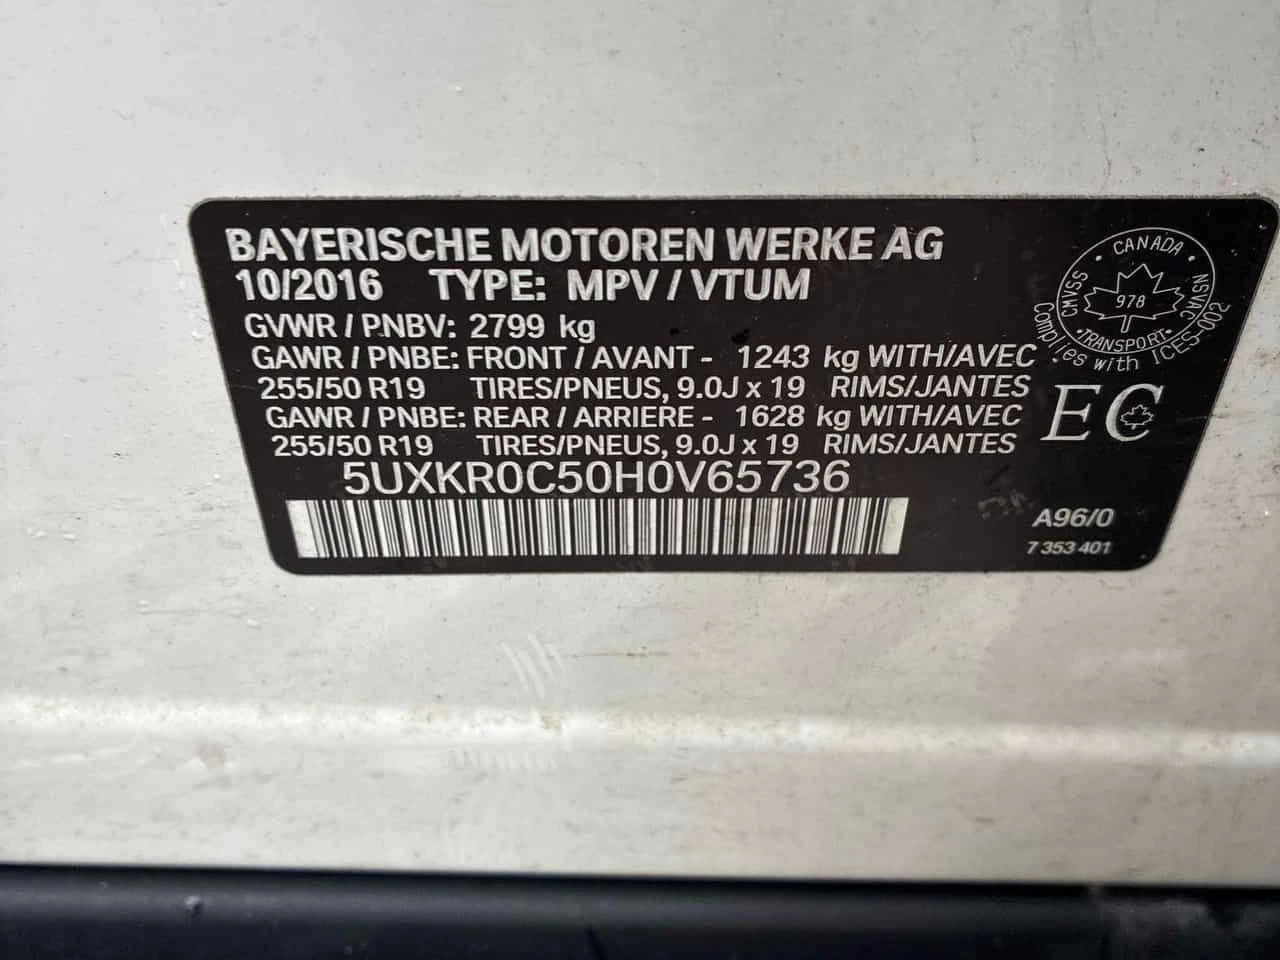 BAYERISCHE MOTOREN WERKE AG
10/2016 TYPE: MPV / VTUM
GVWR / PNBV: 2799 kg
GAWR / PNBE: FRONT / AVANT - 1243 kg WITH/AVEC
255/50 R19 TIRES/PNEUS, 9.0J x 19 RIMS/JANTES
GAWR / PNBE: REAR / ARRIERE - 1628 kg WITH/AVEC
255/50 R19 TIRES/PNEUS, 9.0J x 19 RIMS/JANTES
5UXKR0C50H0V65736
CANADA
CMVSS
NSVAC
978
TRANSPORT
Complies with ICES-002
EC
A96/0
7 353 401